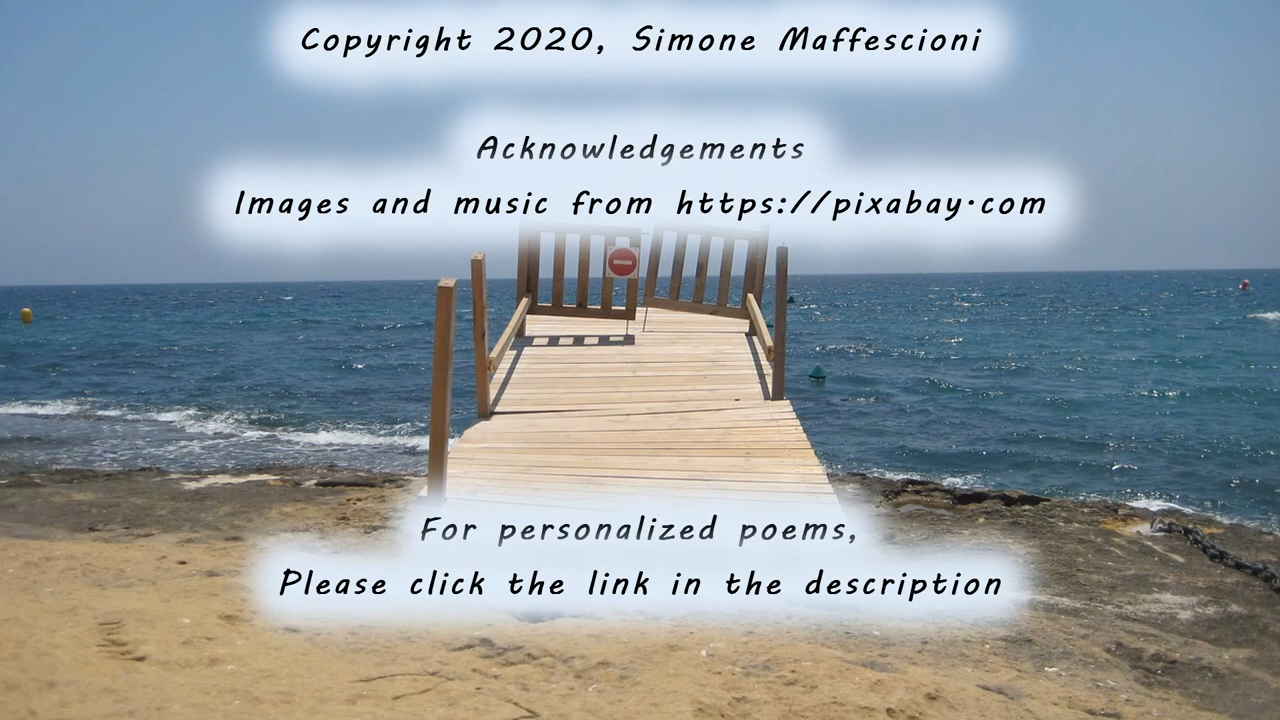 Copyright 2020, Simone Maffescioni
Acknowledgements
Images and music from https://pixabay.com
For personalized poems,
Please click the link in the description